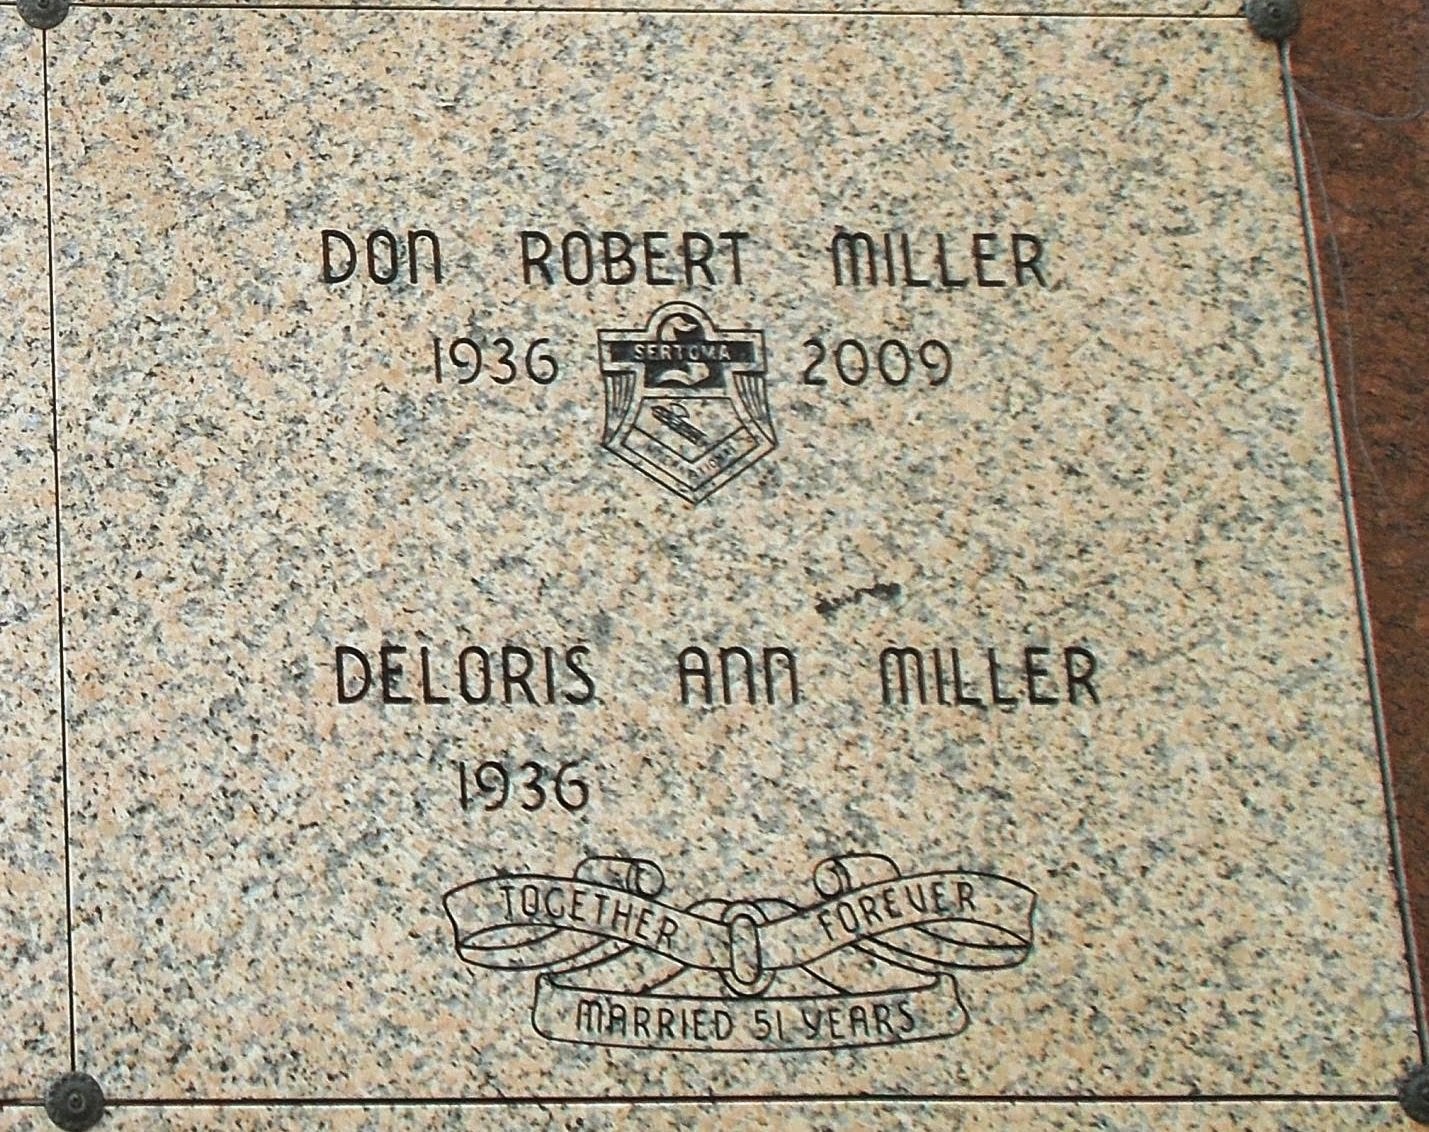 DON ROBERT MILLER
1936 SERTOMA 2009
DELORIS ANN MILLER
1936
TOGETHER FOREVER
MARRIED 51 YEARS